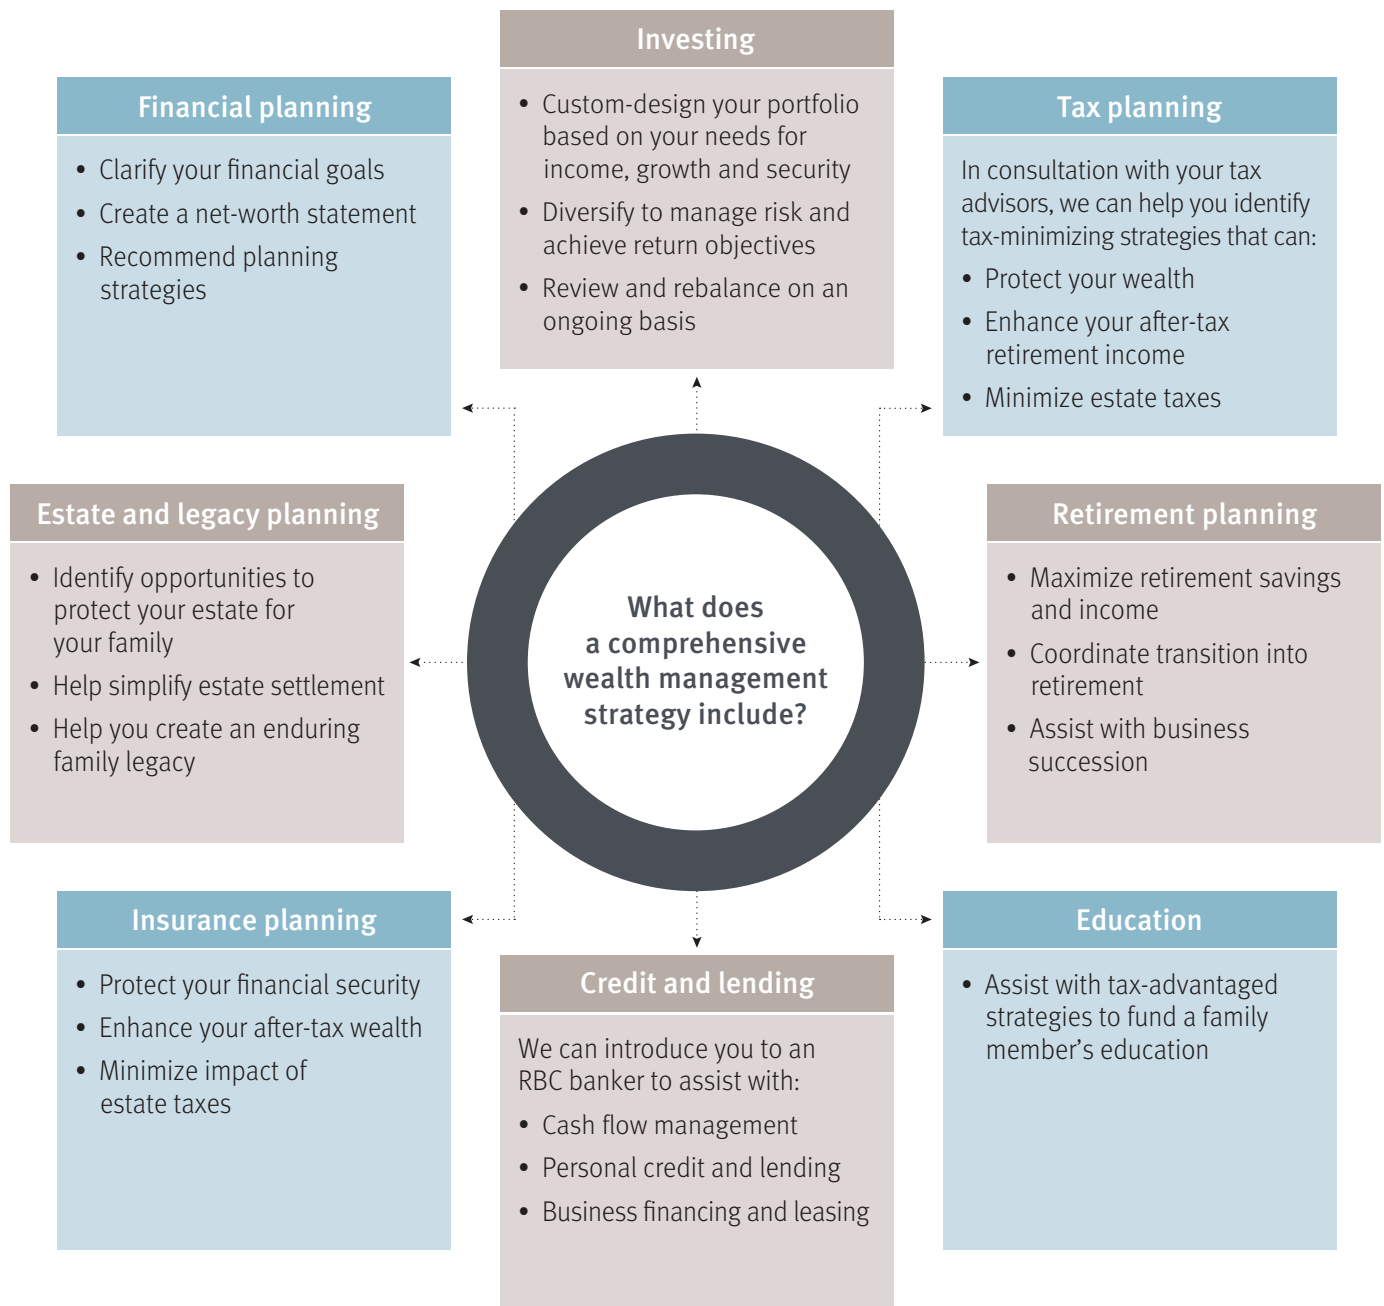 Investing
• Custom-design your portfolio
based on your needs for
income, growth and security
• Diversify to manage risk and
achieve return objectives
• Review and rebalance on an
ongoing basis
Financial planning
• Clarify your financial goals
• Create a net-worth statement
• Recommend planning
strategies
Tax planning
In consultation with your tax
advisors, we can help you identify
tax-minimizing strategies that can:
• Protect your wealth
• Enhance your after-tax
retirement income
• Minimize estate taxes
Estate and legacy planning
• Identify opportunities to
protect your estate for
your family
• Help simplify estate settlement
• Help you create an enduring
family legacy
What does
a comprehensive
wealth management
strategy include?
Retirement planning
• Maximize retirement savings
and income
• Coordinate transition into
retirement
• Assist with business
succession
Insurance planning
• Protect your financial security
• Enhance your after-tax wealth
• Minimize impact of
estate taxes
Credit and lending
We can introduce you to an
RBC banker to assist with:
• Cash flow management
• Personal credit and lending
• Business financing and leasing
Education
• Assist with tax-advantaged
strategies to fund a family
member’s education